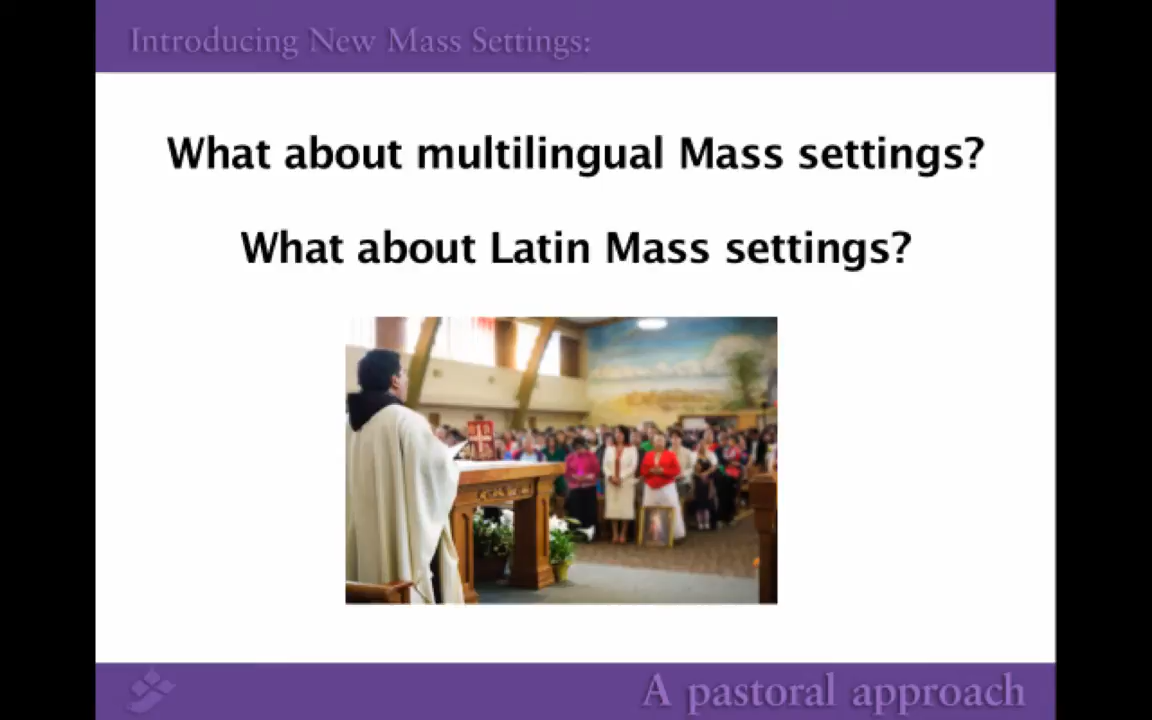 Introducing New Mass Settings:
What about multilingual Mass settings?
What about Latin Mass settings?
A pastoral approach